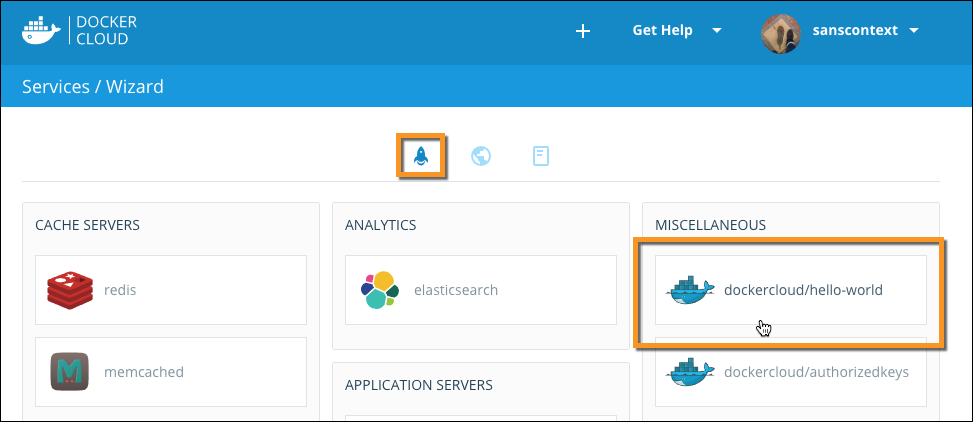 DOCKER
CLOUD
+
Get Help
sanscontext
Services / Wizard
CACHE SERVERS
redis
memcached
ANALYTICS
elasticsearch
APPLICATION SERVERS
MISCELLANEOUS
dockercloud/hello-world
dockercloud/authorizedkeys